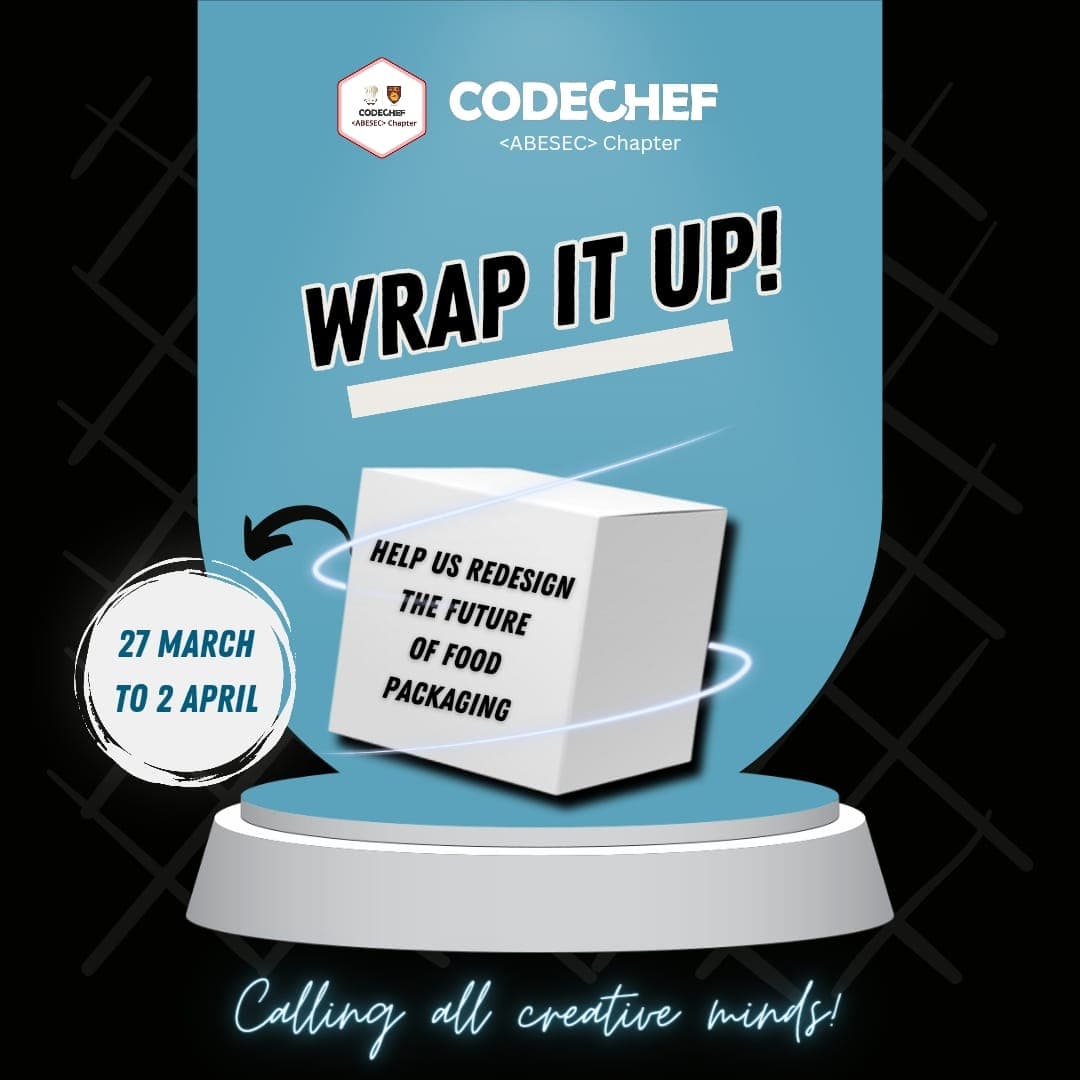 CODECHEF
<ABESEC> Chapter
CODECHEF
<ABESEC> Chapter
WRAP IT UP!
HELP US REDESIGN
THE FUTURE
OF FOOD
PACKAGING
27 MARCH
TO 2 APRIL
Calling all creative minds!